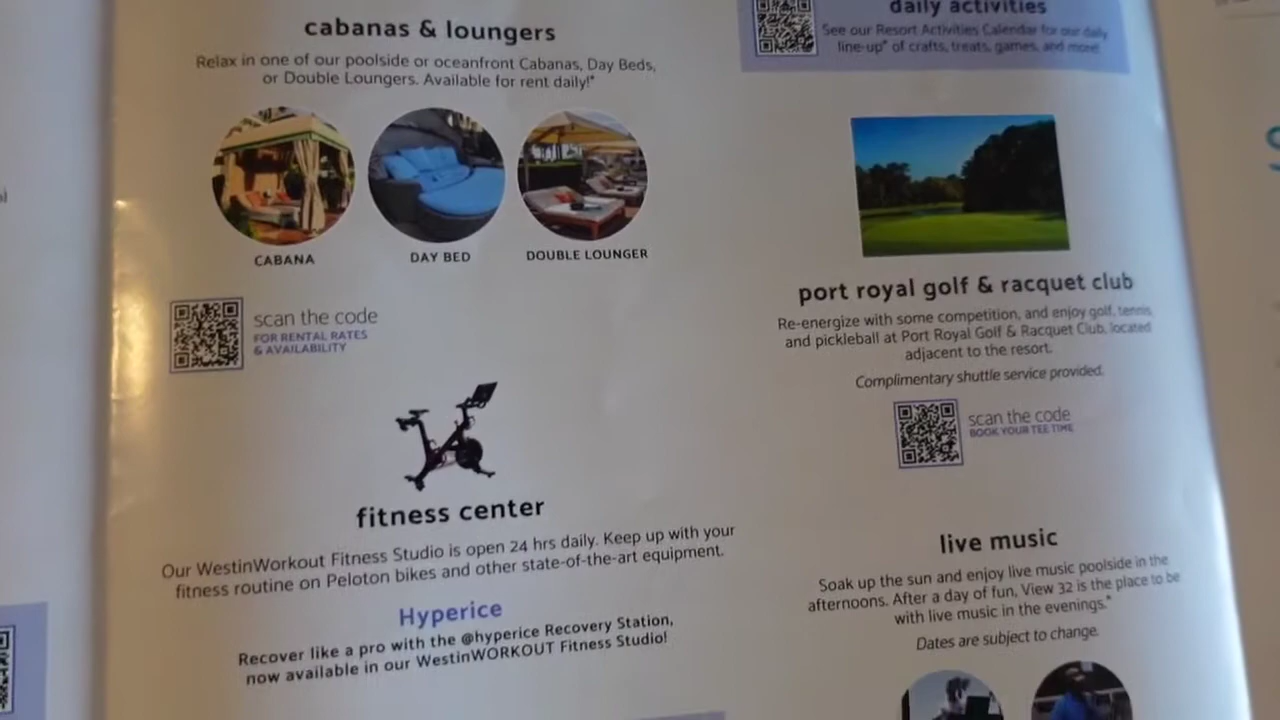 cabanas & loungers
Relax in one of our poolside or oceanfront Cabanas, Day Beds,
or Double Loungers. Available for rent daily!*
CABANA
DAY BED
DOUBLE LOUNGER
scan the code
FOR RENTAL RATES
& AVAILABILITY
fitness center
Our WestinWorkout Fitness Studio is open 24 hrs daily. Keep up with your
fitness routine on Peloton bikes and other state-of-the-art equipment.
Hyperice
Recover like a pro with the @hyperice Recovery Station,
now available in our WestinWORKOUT Fitness Studio!
daily activities
See our Resort Activities Calendar for our daily
line-up* of crafts, treats, games, and more!
port royal golf & racquet club
Re-energize with some competition, and enjoy golf, tennis,
and pickleball at Port Royal Golf & Racquet Club, located
adjacent to the resort.
Complimentary shuttle service provided.
scan the code
BOOK YOUR TEE TIME
live music
Soak up the sun and enjoy live music poolside in the
afternoons. After a day of fun, View 32 is the place to be
with live music in the evenings.*
Dates are subject to change.